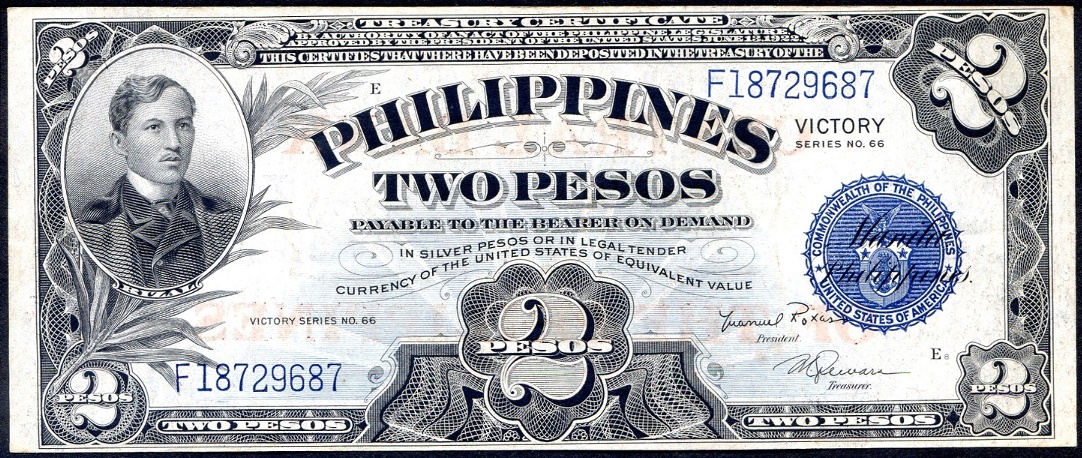 TREASURY CERTIFICATE
BY AUTHORITY OF AN ACT OF THE PHILIPPINE LEGISLATURE
APPROVED BY THE PRESIDENT OF THE UNITED STATES, JUNE 13, 1922
THIS CERTIFIES THAT THERE HAVE BEEN DEPOSITED IN THE TREASURY OF THE
2
PESOS
2
PESOS
E
F18729687
PHILIPPINES
VICTORY
SERIES NO. 66
TWO PESOS
PAYABLE TO THE BEARER ON DEMAND
IN SILVER PESOS OR IN LEGAL TENDER
CURRENCY OF THE UNITED STATES OF EQUIVALENT VALUE
COMMONWEALTH OF THE PHILIPPINES
UNITED STATES OF AMERICA
Manila
Philippines.
RIZAL
VICTORY SERIES NO. 66
Manuel Roxas
President.
2
PESOS
F18729687
E8
Treasurer.
2
PESOS
2
PESOS
TWO PESOS
TWO PESOS